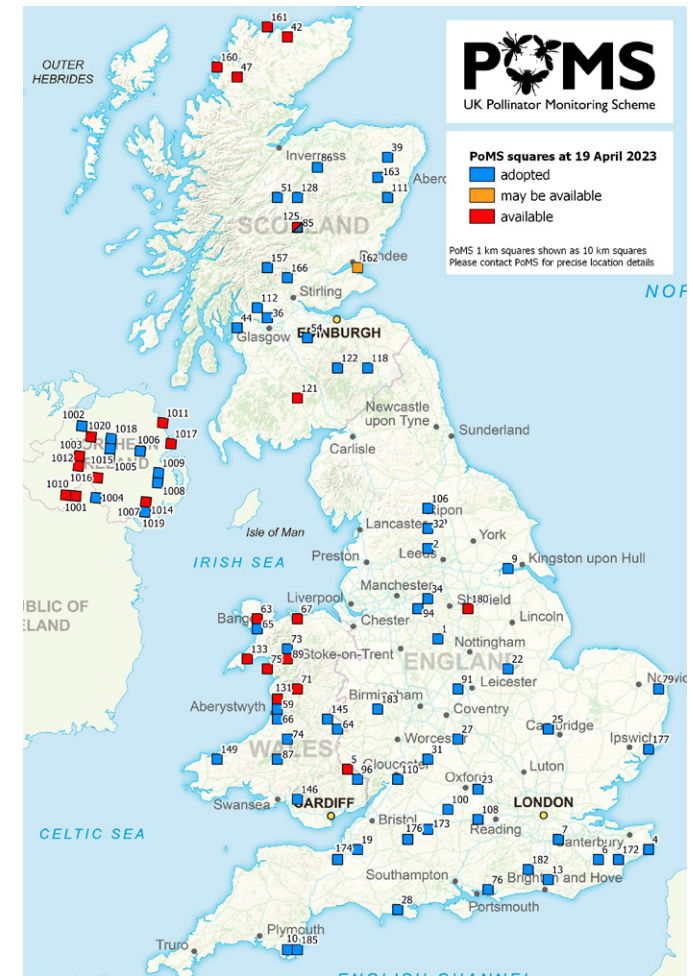 POMS
UK Pollinator Monitoring Scheme
PoMS squares at 19 April 2023
adopted
may be available
available
PoMS 1 km squares shown as 10 km squares
Please contact PoMS for precise location details
161
42
OUTER
HEBRIDES
160
47
Inverness
86
39
163
111
51
128
125
85
SCOTLAND
Dundee
162
157
166
Stirling
112
36
44
Glasgow
54
EDINBURGH
122
118
121
Newcastle
upon Tyne
Sunderland
Carlisle
1002
1020
1018
1011
1003
1006
1017
1012
1015
1005
1009
1016
1008
1010
1001
1004
1007
1014
1019
Isle of Man
IRISH SEA
106
Ripon
Lancaster
32
York
Preston
Leeds
2
9
Kingston upon Hull
Manchester
34
Liverpool
94
180
Chester
Lincoln
63
67
65
1
Nottingham
133
73
89
Stoke-on-Trent
75
ENGLAND
22
131
71
91
Leicester
79
Aberystwyth
59
66
145
64
183
Birmingham
Coventry
25
Ipswich
177
WALES
74
Worcester
27
149
87
5
96
Gloucester
31
110
Luton
Oxford
23
Swansea
146
CARDIFF
100
LONDON
Bristol
108
Reading
CELTIC SEA
176
173
7
Canterbury
4
174
19
6
172
182
Southampton
13
Brighton and Hove
76
Portsmouth
28
Plymouth
10
185
Truro
ENGLISH CHANNEL